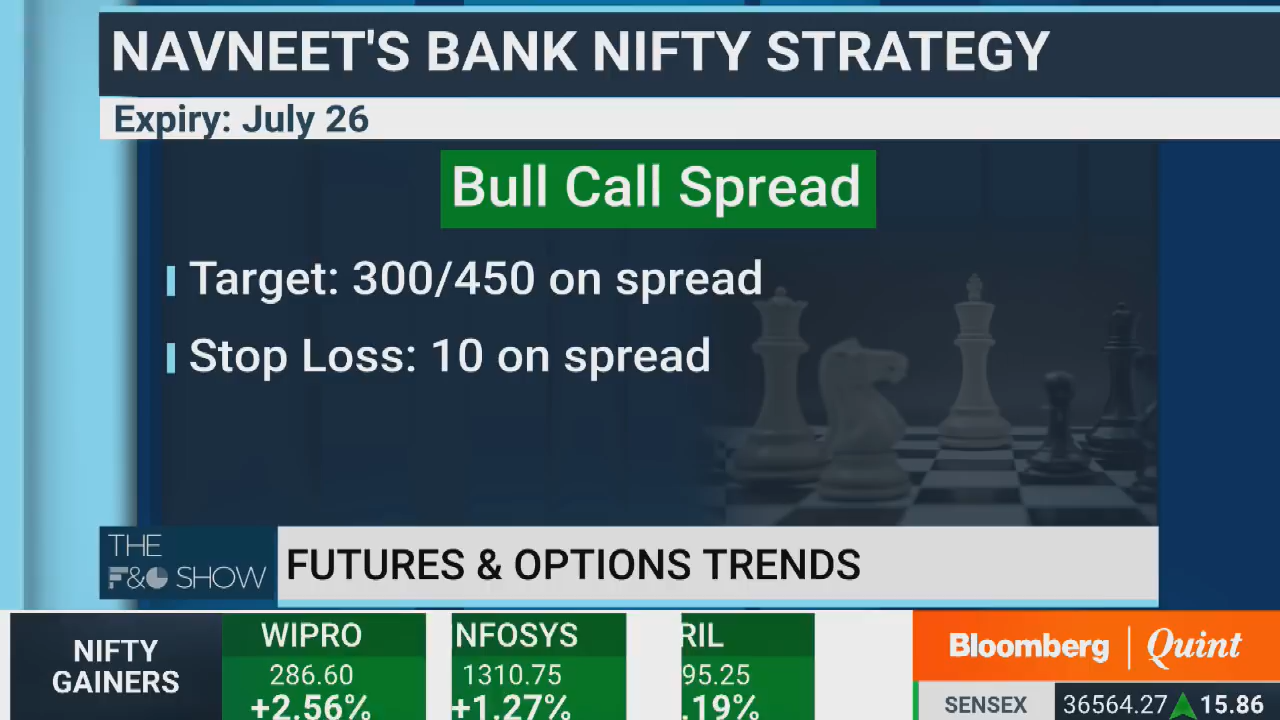 NAVNEET'S BANK NIFTY STRATEGY
Expiry: July 26
Bull Call Spread
Target: 300/450 on spread
Stop Loss: 10 on spread
THE
F&O SHOW
FUTURES & OPTIONS TRENDS
NIFTY
GAINERS
WIPRO
286.60
+2.56%
NFOSYS
1310.75
+1.27%
RIL
95.25
.19%
Bloomberg | Quint
SENSEX 36564.27 ▲ 15.86